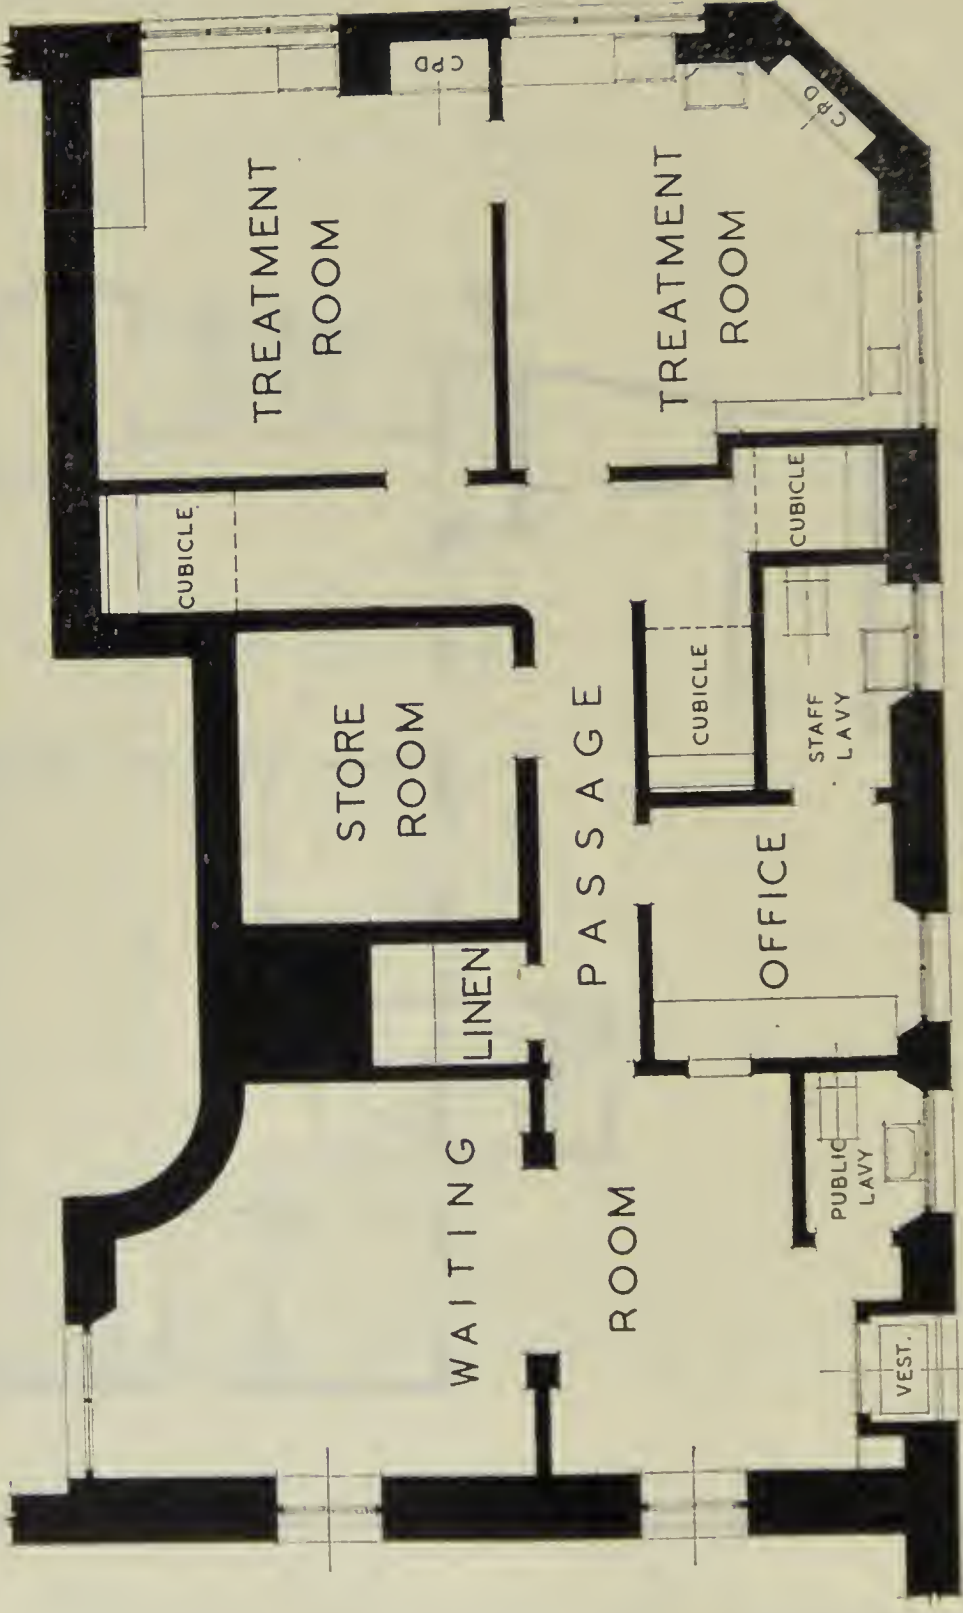 CPD
CPD
TREATMENT
ROOM
TREATMENT
ROOM
CUBICLE
CUBICLE
CUBICLE
STORE
ROOM
PASSAGE
STAFF
LAVY
LINEN
OFFICE
WAITING
ROOM
PUBLIC
LAVY
VEST.